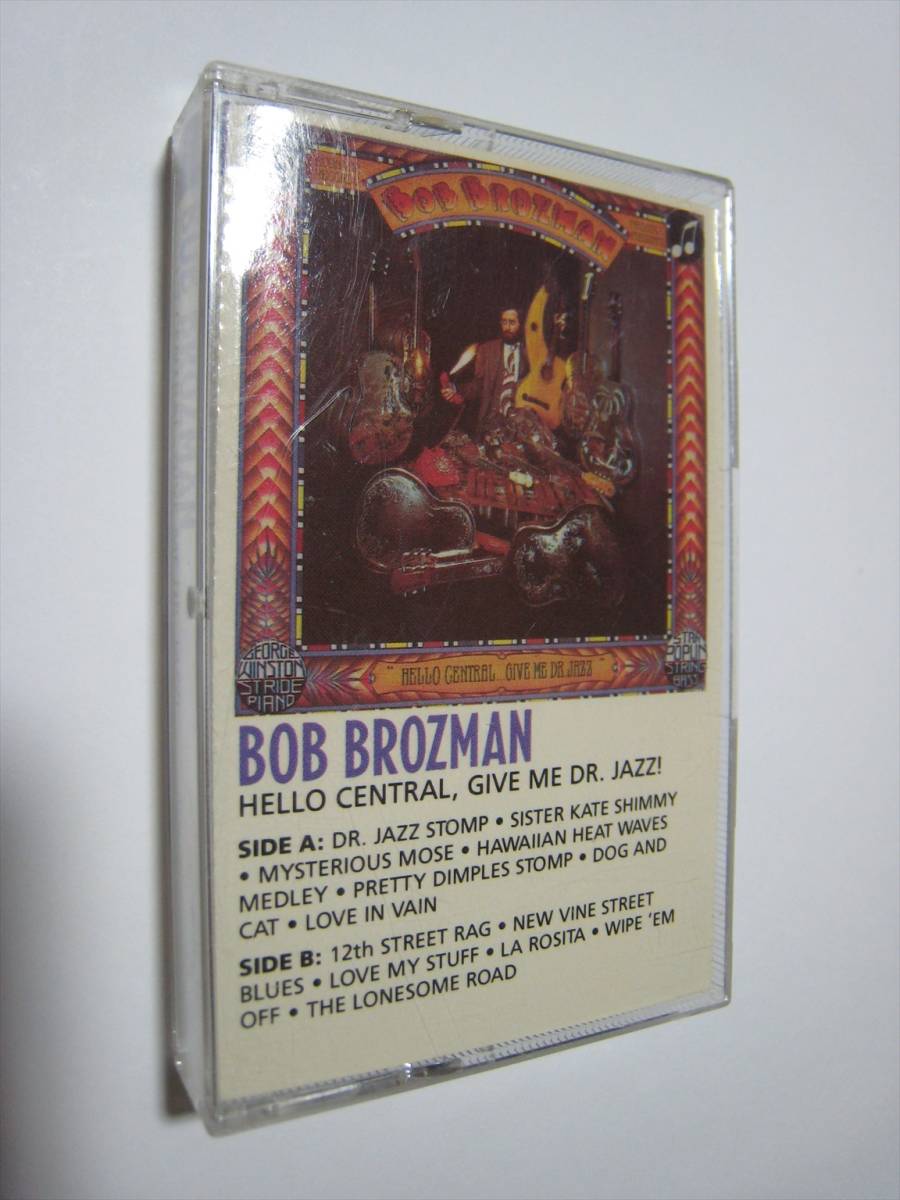 BOB BROZMAN
GEORGE
WINSTON
STRIDE
PIANO
"HELLO CENTRAL GIVE ME DR. JAZZ"
STRING
BASS
BOB BROZMAN
HELLO CENTRAL, GIVE ME DR. JAZZ!
SIDE A: DR. JAZZ STOMP • SISTER KATE SHIMMY
• MYSTERIOUS MOSE • HAWAIIAN HEAT WAVES
MEDLEY • PRETTY DIMPLES STOMP • DOG AND
CAT • LOVE IN VAIN
SIDE B: 12th STREET RAG • NEW VINE STREET
BLUES • LOVE MY STUFF • LA ROSITA • WIPE 'EM
OFF • THE LONESOME ROAD